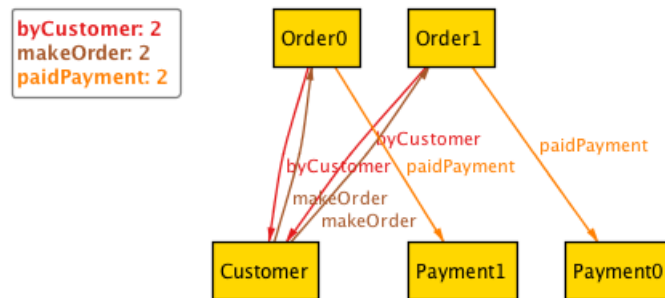 byCustomer: 2
makeOrder: 2
paidPayment: 2
Order0
Order1
byCustomer
paidPayment
byCustomer
paidPayment
makeOrder
makeOrder
Customer
Payment1
Payment0